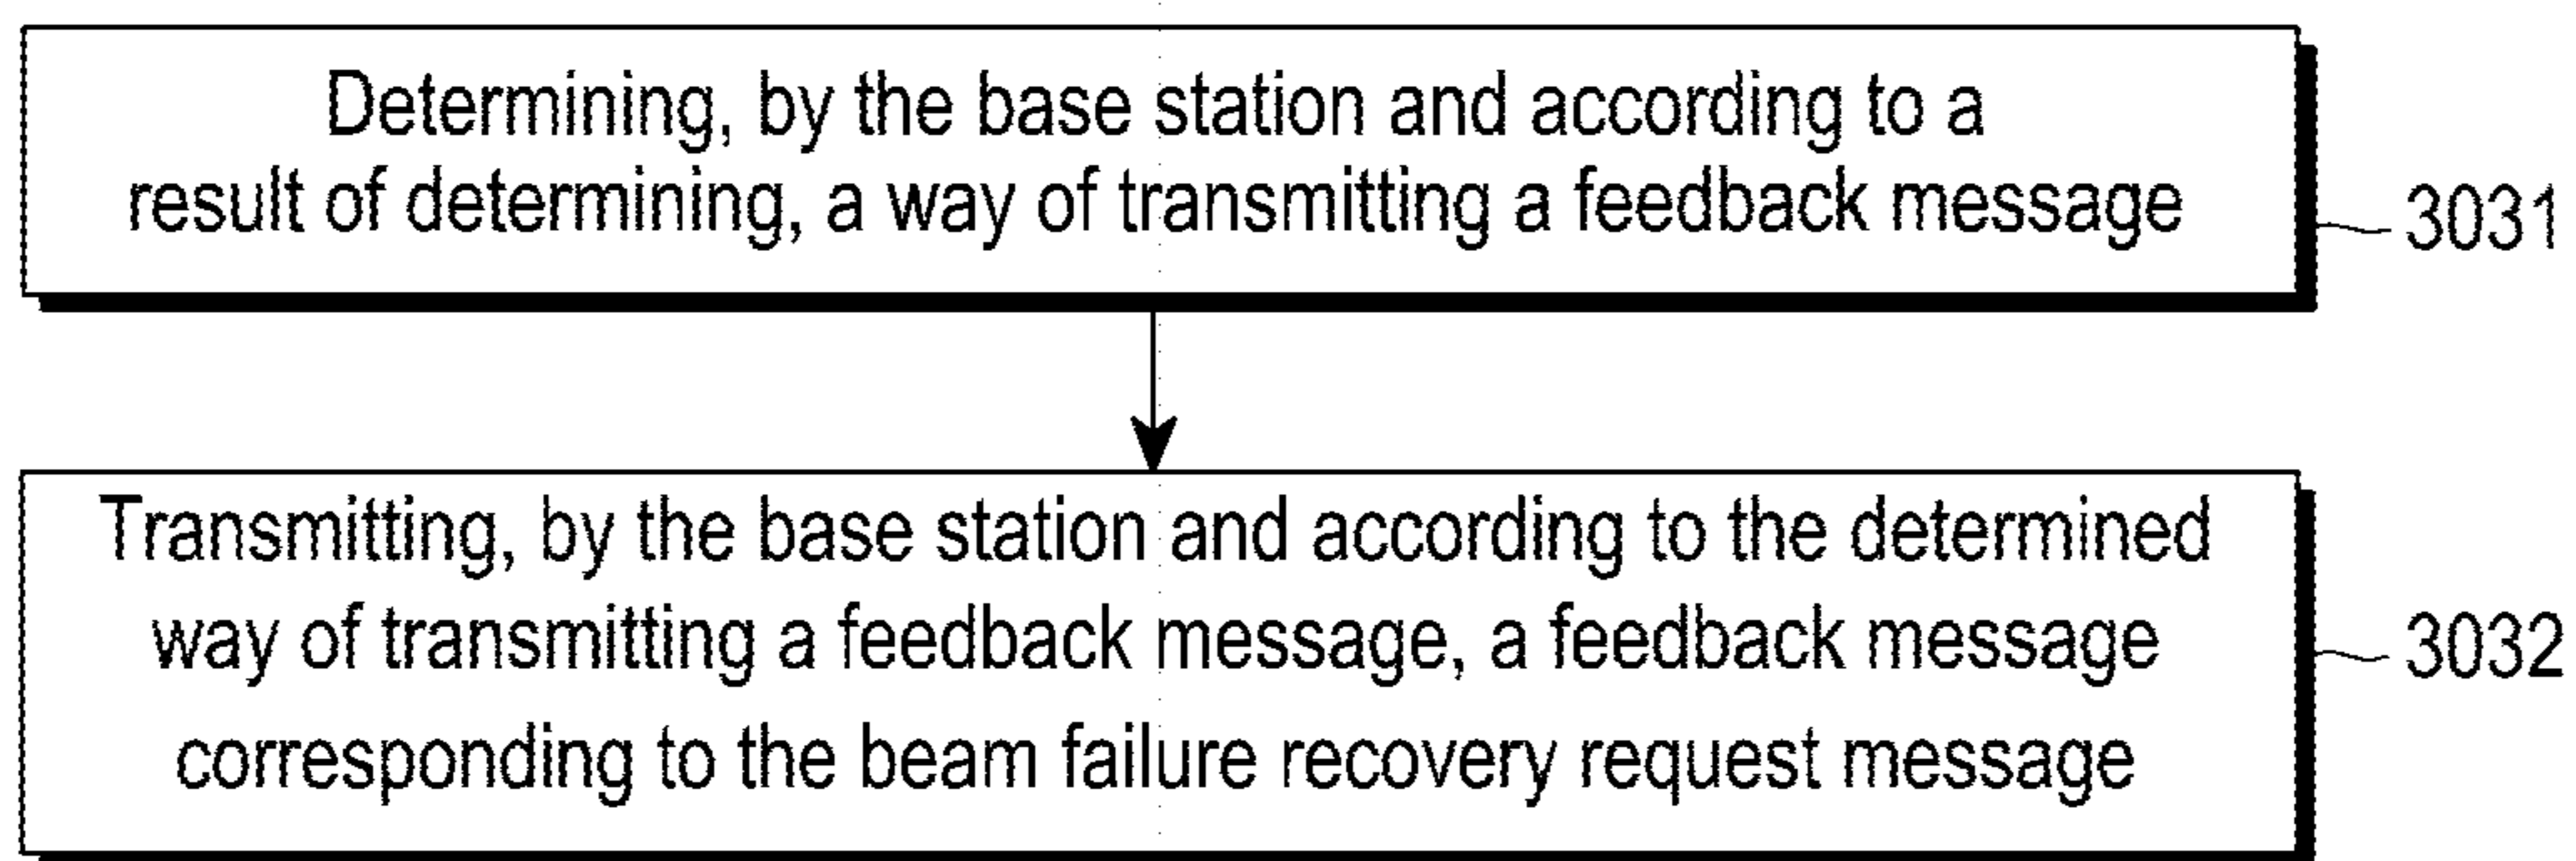 Determining, by the base station and according to a
result of determining, a way of transmitting a feedback message
3031
Transmitting, by the base station and according to the determined
way of transmitting a feedback message, a feedback message
3032
corresponding to the beam failure recovery request message